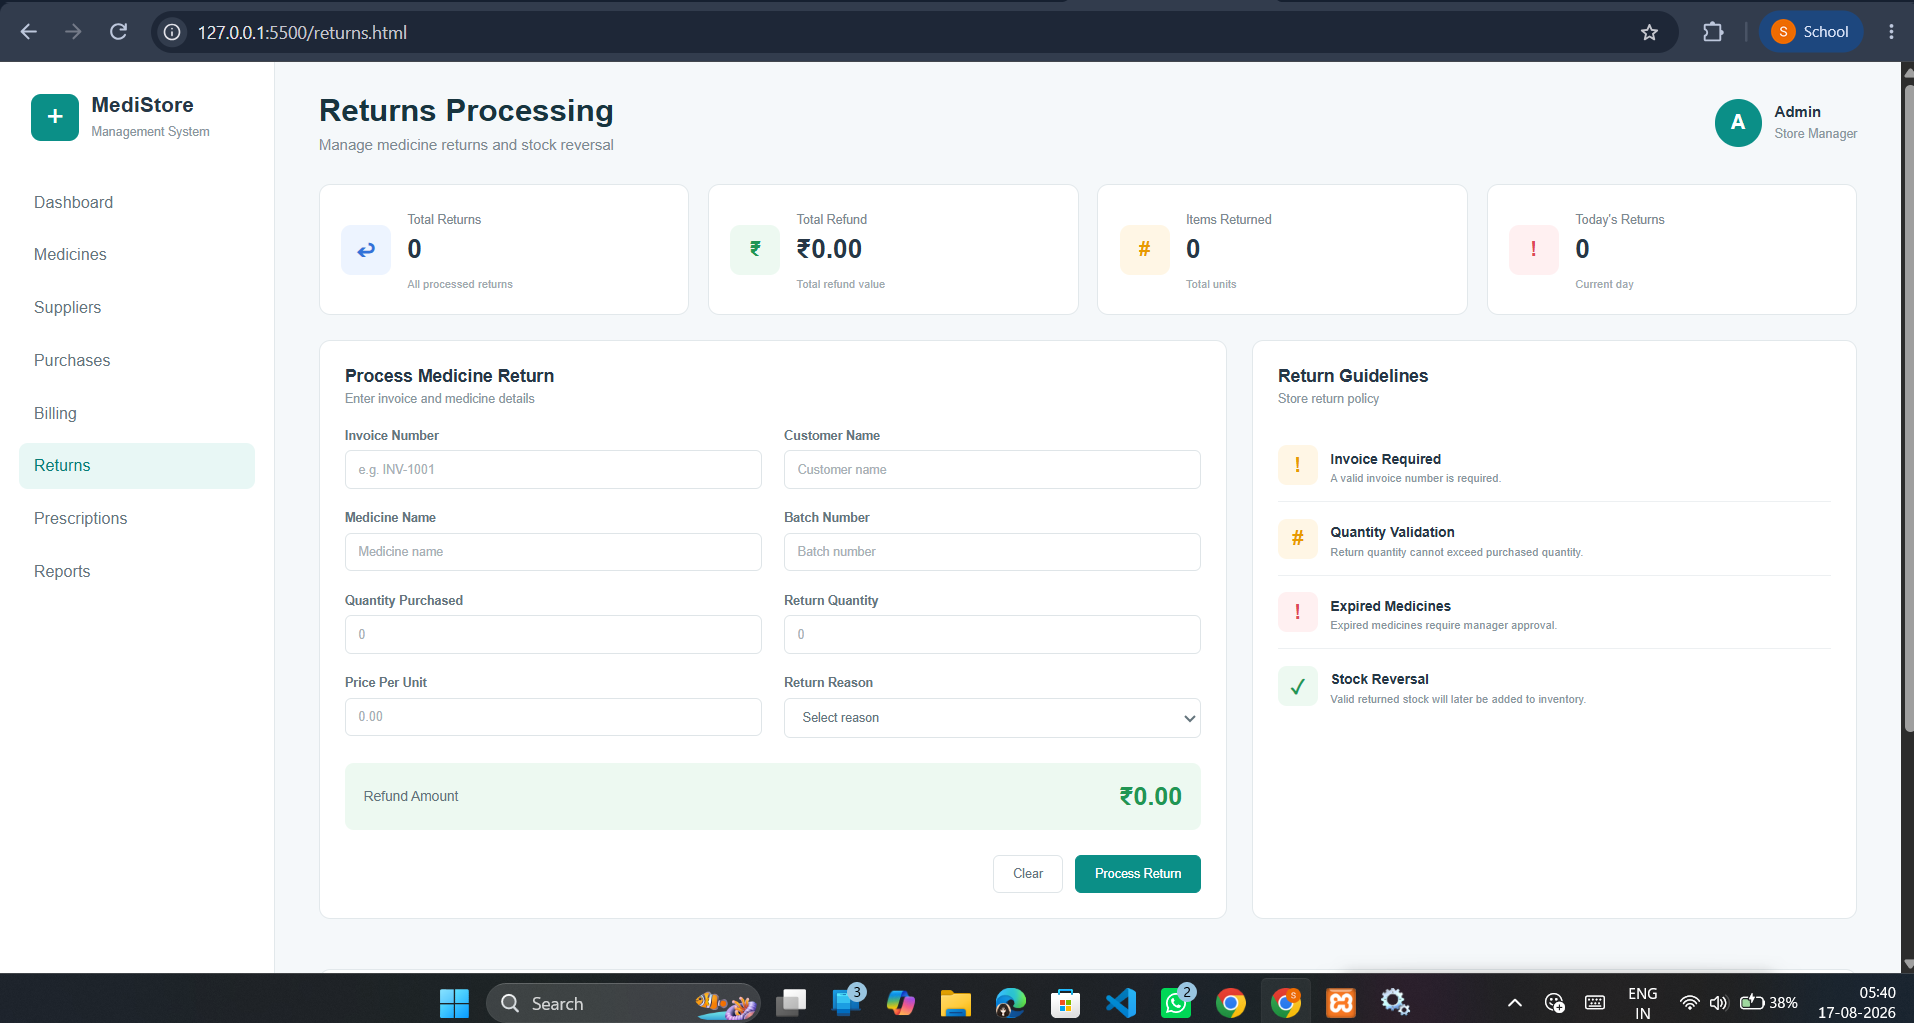 127.0.0.1:5500/returns.html
S School
+ MediStore
Management System
Dashboard
Medicines
Suppliers
Purchases
Billing
Returns
Prescriptions
Reports
Returns Processing
Manage medicine returns and stock reversal
A
Admin
Store Manager
Total Returns
0
All processed returns
₹
Total Refund
₹0.00
Total refund value
#
Items Returned
0
Total units
!
Today's Returns
0
Current day
Process Medicine Return
Enter invoice and medicine details
Invoice Number
e.g. INV-1001
Customer Name
Customer name
Medicine Name
Medicine name
Batch Number
Batch number
Quantity Purchased
0
Return Quantity
0
Price Per Unit
0.00
Return Reason
Select reason
Refund Amount
₹0.00
Clear
Process Return
Return Guidelines
Store return policy
!
Invoice Required
A valid invoice number is required.
#
Quantity Validation
Return quantity cannot exceed purchased quantity.
!
Expired Medicines
Expired medicines require manager approval.
✓
Stock Reversal
Valid returned stock will later be added to inventory.
Search
3
2
S
ENG
IN
38%
05:40
17-08-2026